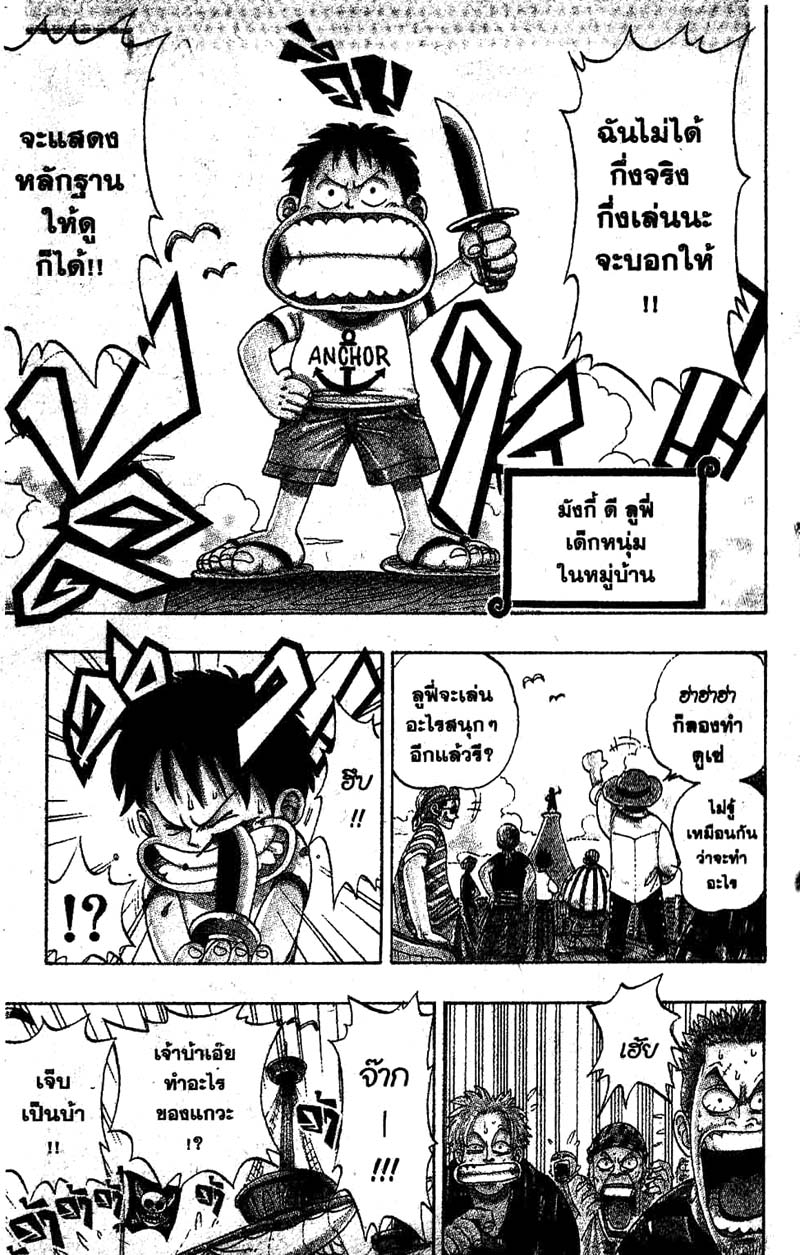 ฉันไม่ได้
กึ่งจริง
กึ่งเล่นนะ
จะบอกให้
!!
จะแสดง
หลักฐาน
ให้ดู
ก็ได้!!
ANCHOR
มังกี้ ดี ลูฟี่
เด็กหนุ่ม
ในหมู่บ้าน
ฮ่าฮ่าฮ่า
ก็ลองทำ
ดูเซ่
ไม่รู้
เหมือนกัน
ว่าจะทำ
อะไร
ลูฟี่จะเล่น
อะไรสนุก ๆ
อีกแล้วรึ?
ฮึบ
!!
!?
เฮ้ย
จ๊าก
—
!!!
เจ้าบ้าเอ๊ย
ทำอะไร
ของแกวะ
!?
เจ็บ
เป็นบ้า
!!